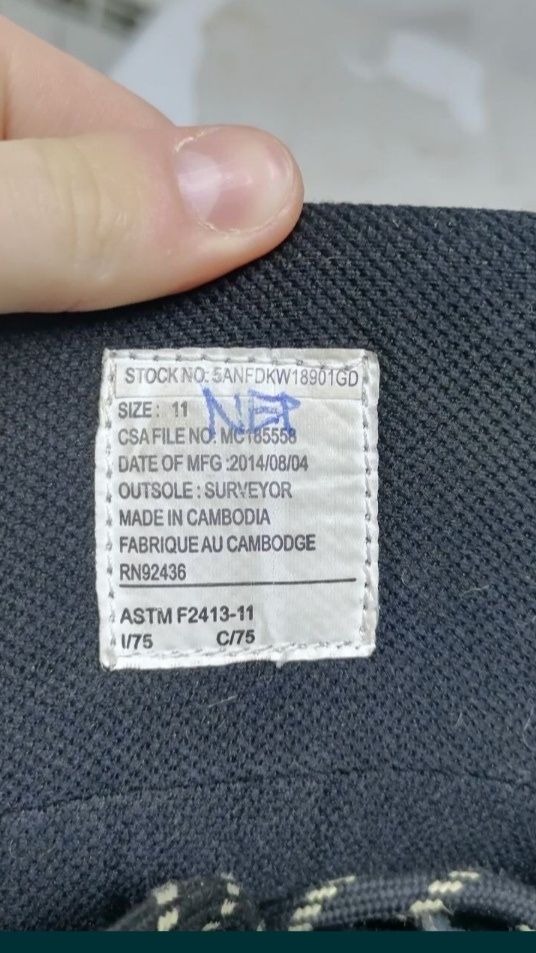 STOCK NO: 5ANFDKW18901GD
SIZE: 11
NEP
CSA FILE NO: MC185558
DATE OF MFG :2014/08/04
OUTSOLE : SURVEYOR
MADE IN CAMBODIA
FABRIQUE AU CAMBODGE
RN92436
ASTM F2413-11
I/75 C/75